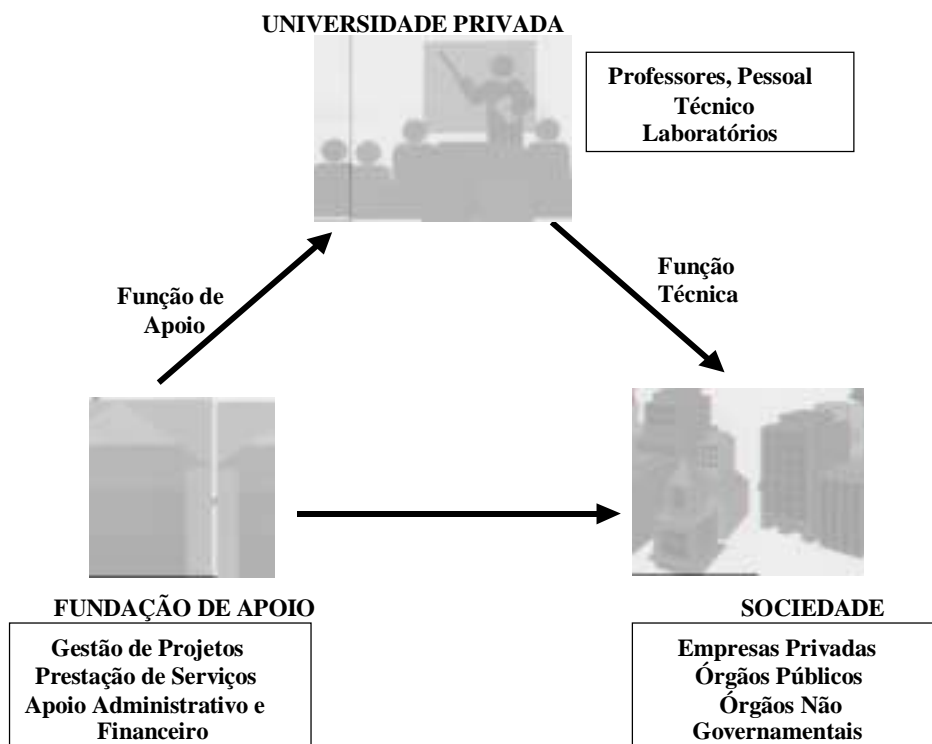 UNIVERSIDADE PRIVADA
Professores, Pessoal
Técnico
Laboratórios
Função de
Apoio
Função
Técnica
FUNDAÇÃO DE APOIO
Gestão de Projetos
Prestação de Serviços
Apoio Administrativo e
Financeiro
SOCIEDADE
Empresas Privadas
Órgãos Públicos
Órgãos Não
Governamentais